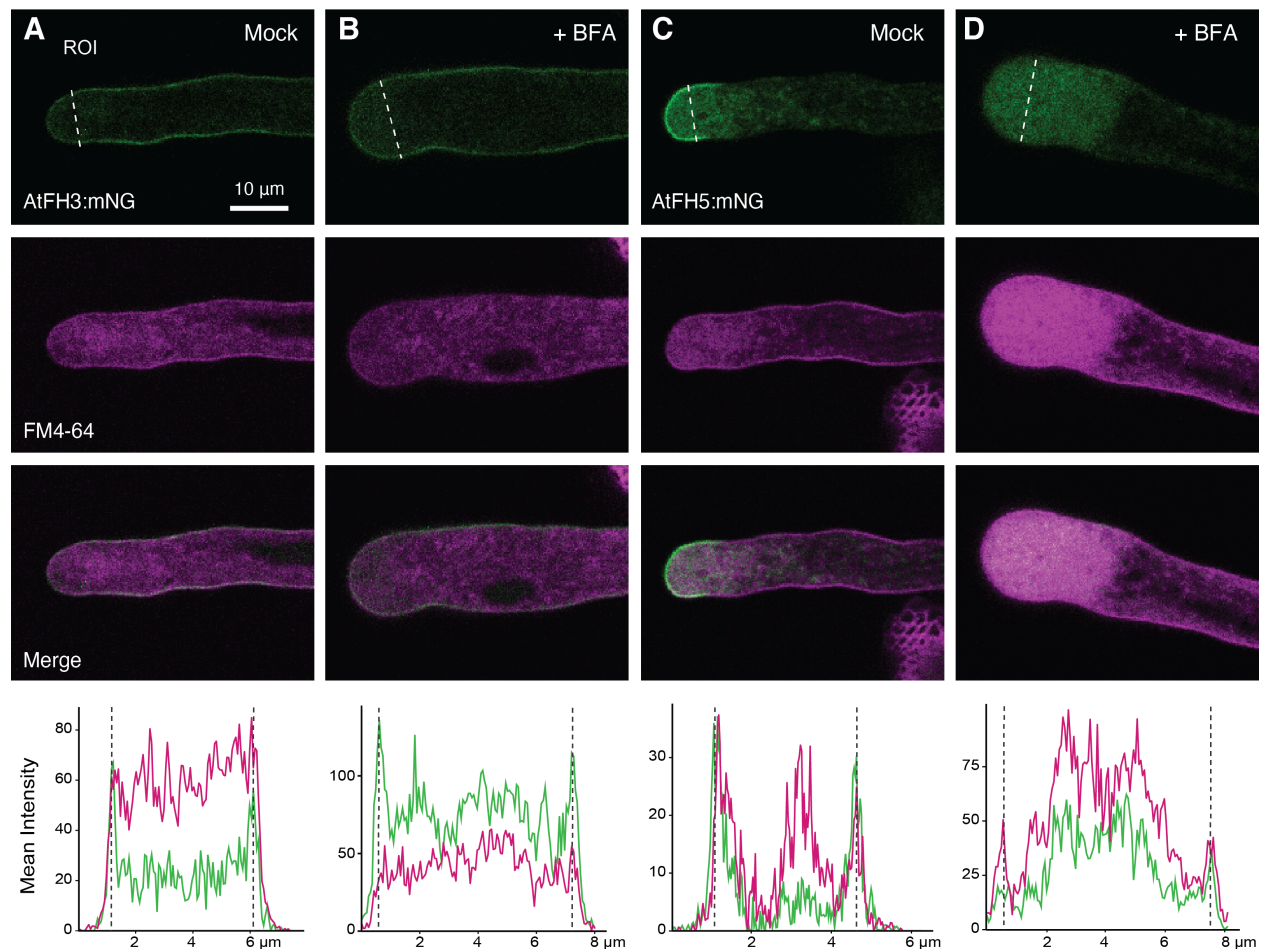 A
ROI
Mock
AtFH3:mNG
10 µm
B
+ BFA
C
Mock
AtFH5:mNG
D
+ BFA
FM4-64
Merge
Mean Intensity
80
60
40
20
0
2 4 6 µm
100
50
0
2 4 6 8 µm
30
20
10
0
2 4 6 µm
75
50
25
0
2 4 6 8 µm